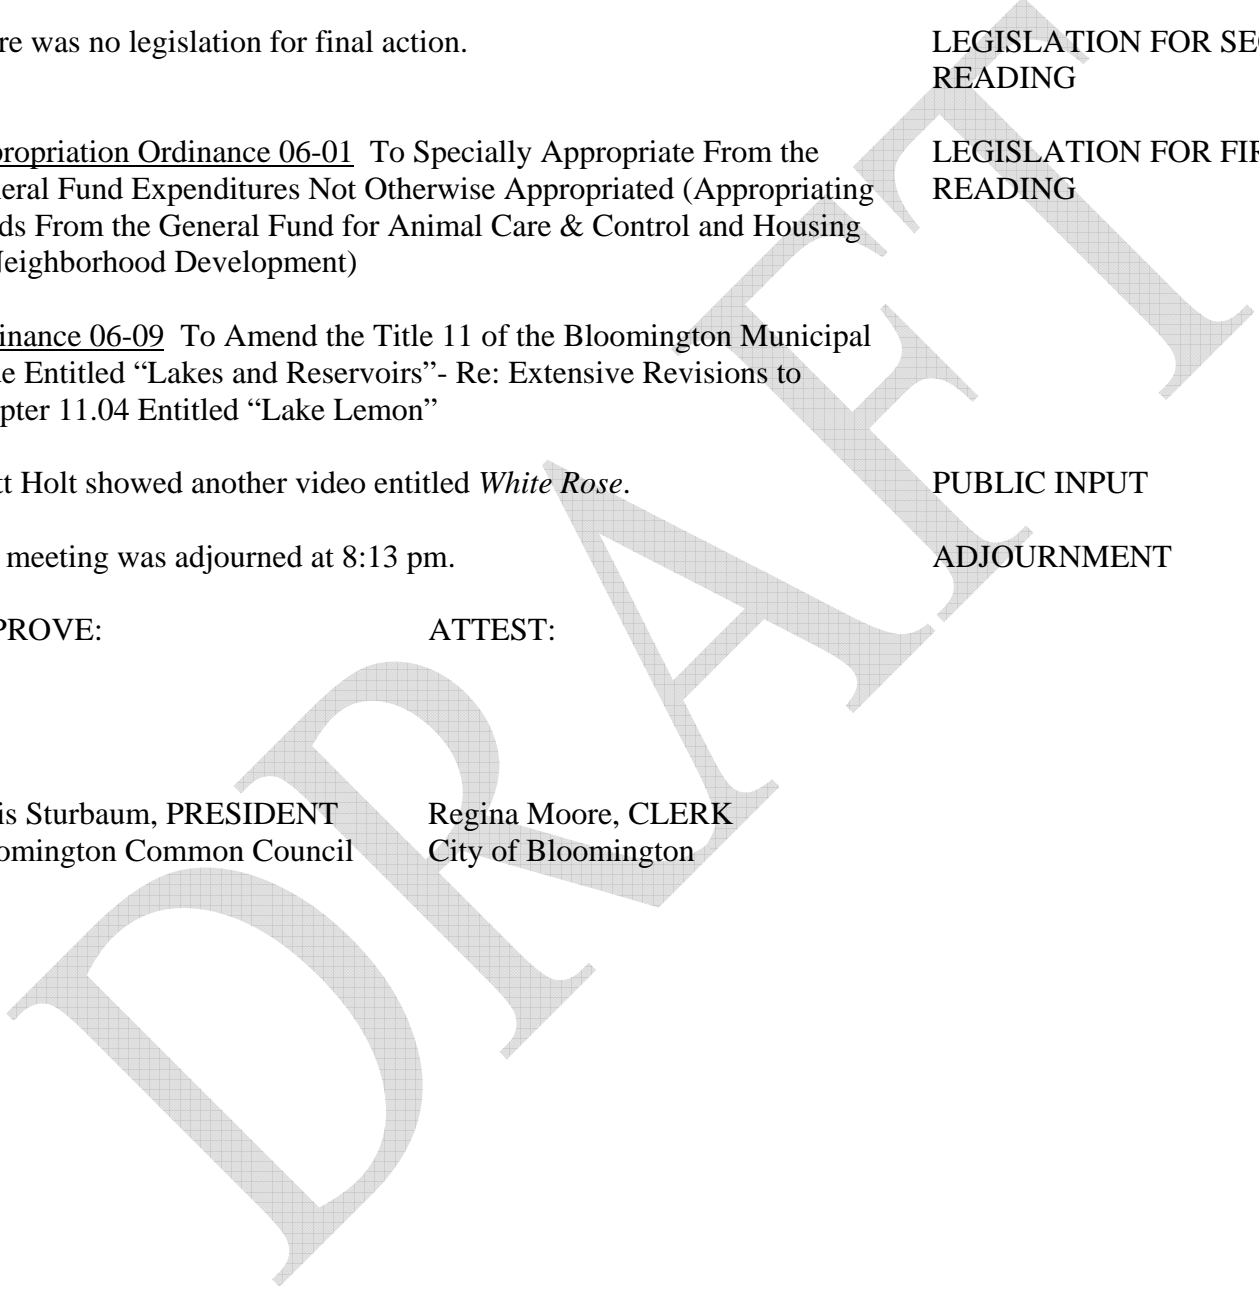 re was no legislation for final action.
LEGISLATION FOR SE
READING
propriation Ordinance 06-01 To Specially Appropriate From the
neral Fund Expenditures Not Otherwise Appropriated (Appropriating
ds From the General Fund for Animal Care & Control and Housing
Neighborhood Development)
LEGISLATION FOR FIR
READING
inance 06-09 To Amend the Title 11 of the Bloomington Municipal
e Entitled “Lakes and Reservoirs”- Re: Extensive Revisions to
pter 11.04 Entitled “Lake Lemon”
tt Holt showed another video entitled White Rose.
PUBLIC INPUT
meeting was adjourned at 8:13 pm.
ADJOURNMENT
PROVE: ATTEST:
is Sturbaum, PRESIDENT Regina Moore, CLERK
omington Common Council City of Bloomington
DRAFT